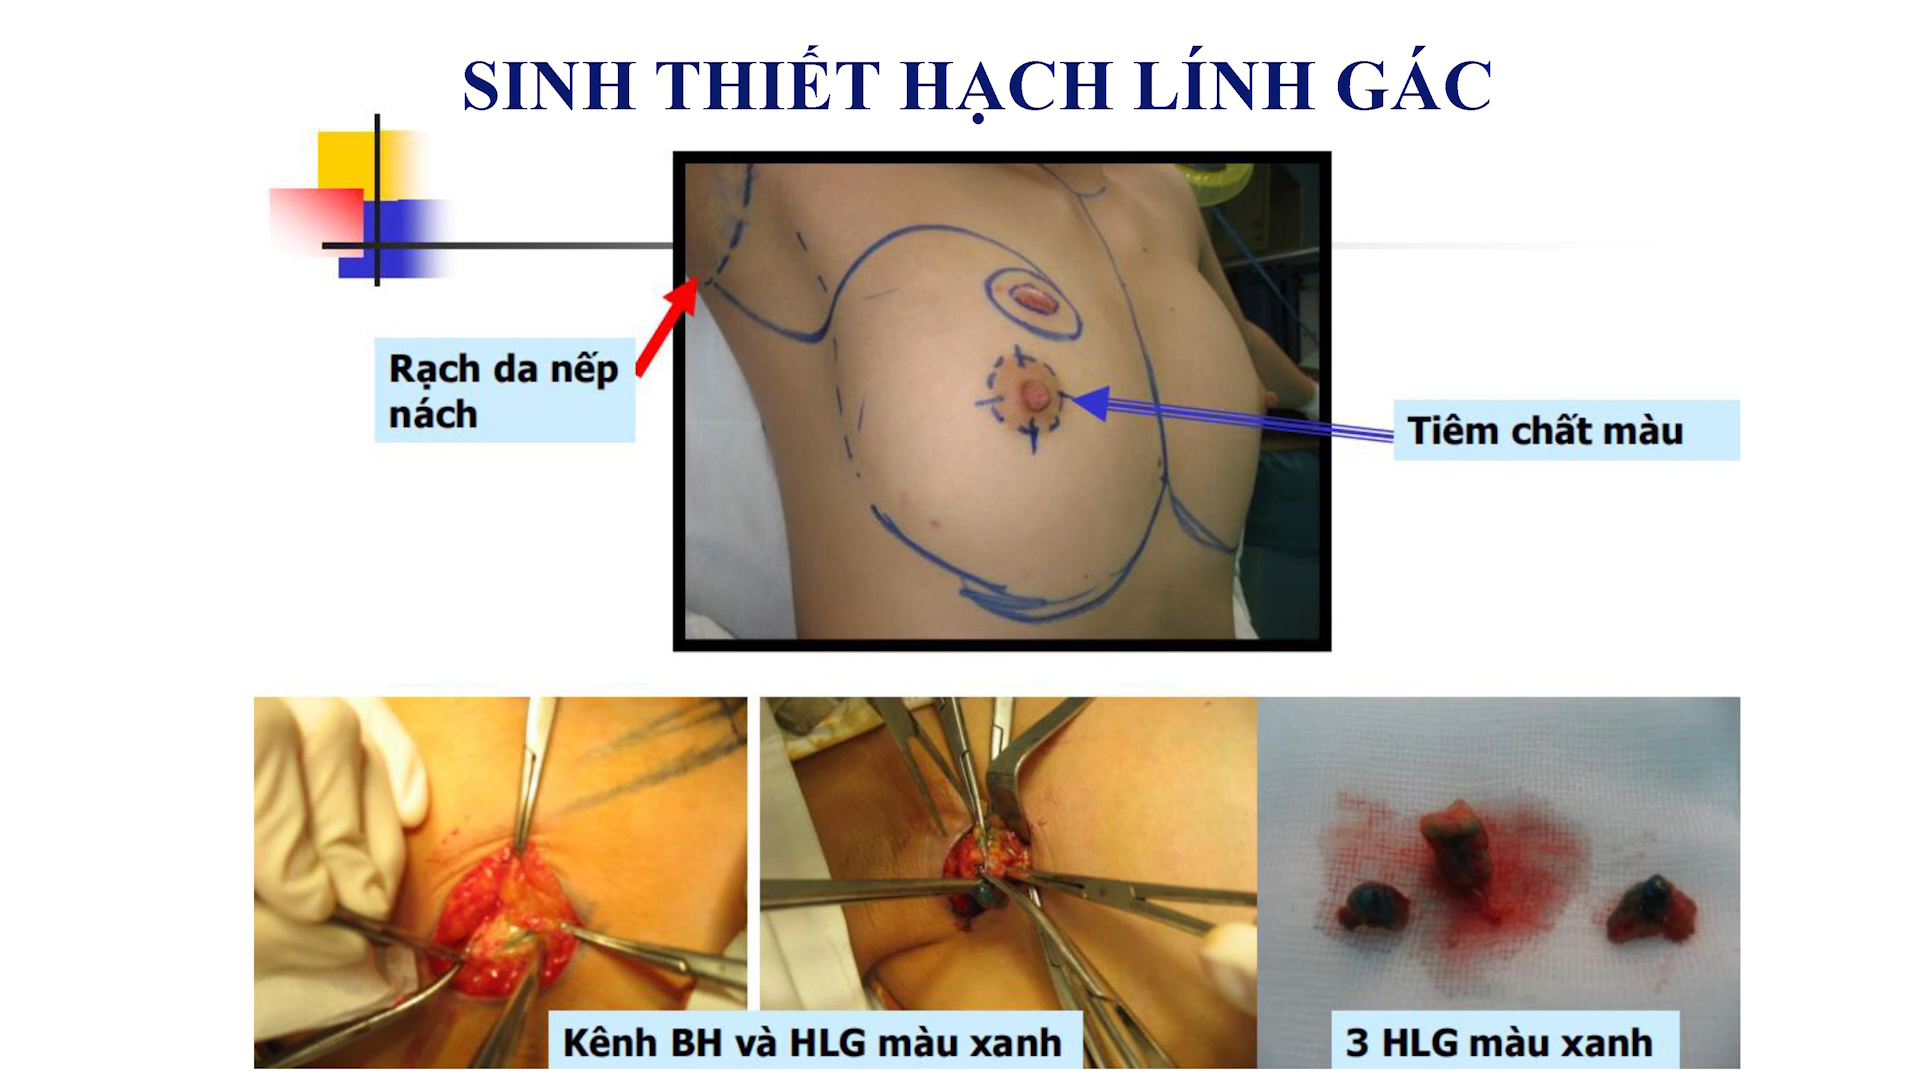 SINH THIẾT HẠCH LÍNH GÁC
Rạch da nếp
nách
Tiêm chất màu
Kênh BH và HLG màu xanh
3 HLG màu xanh